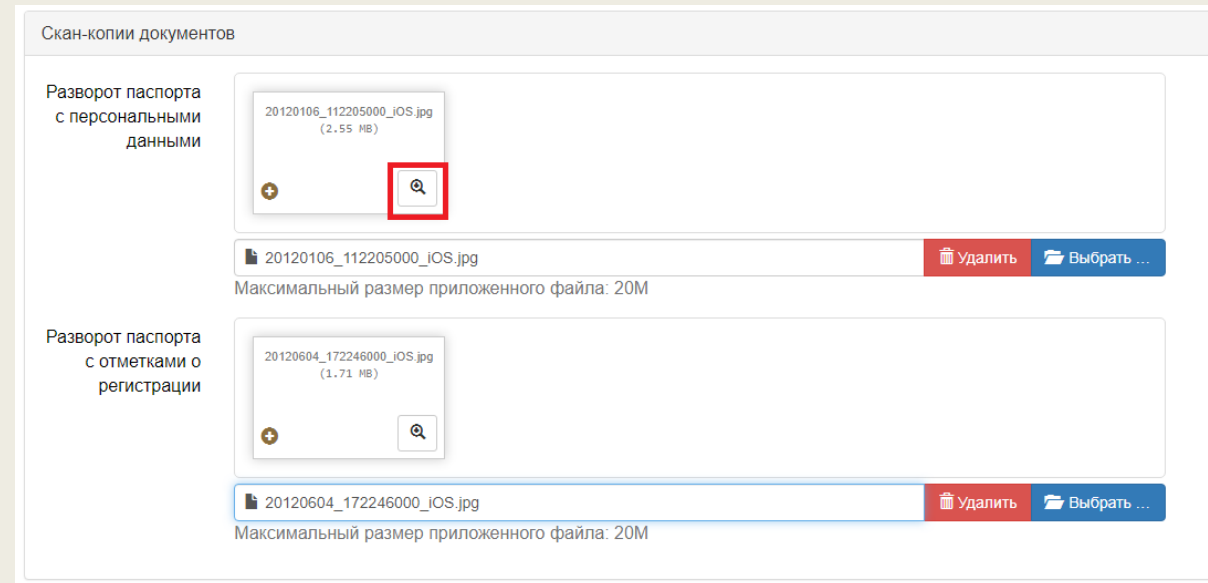 Скан-копии документов
Разворот паспорта
с персональными
данными
20120106_112205000_iOS.jpg
(2.55 MB)
20120106_112205000_iOS.jpg
Удалить
Выбрать ...
Максимальный размер приложенного файла: 20M
Разворот паспорта
с отметками о
регистрации
20120604_172246000_iOS.jpg
(1.71 MB)
20120604_172246000_iOS.jpg
Удалить
Выбрать ...
Максимальный размер приложенного файла: 20M